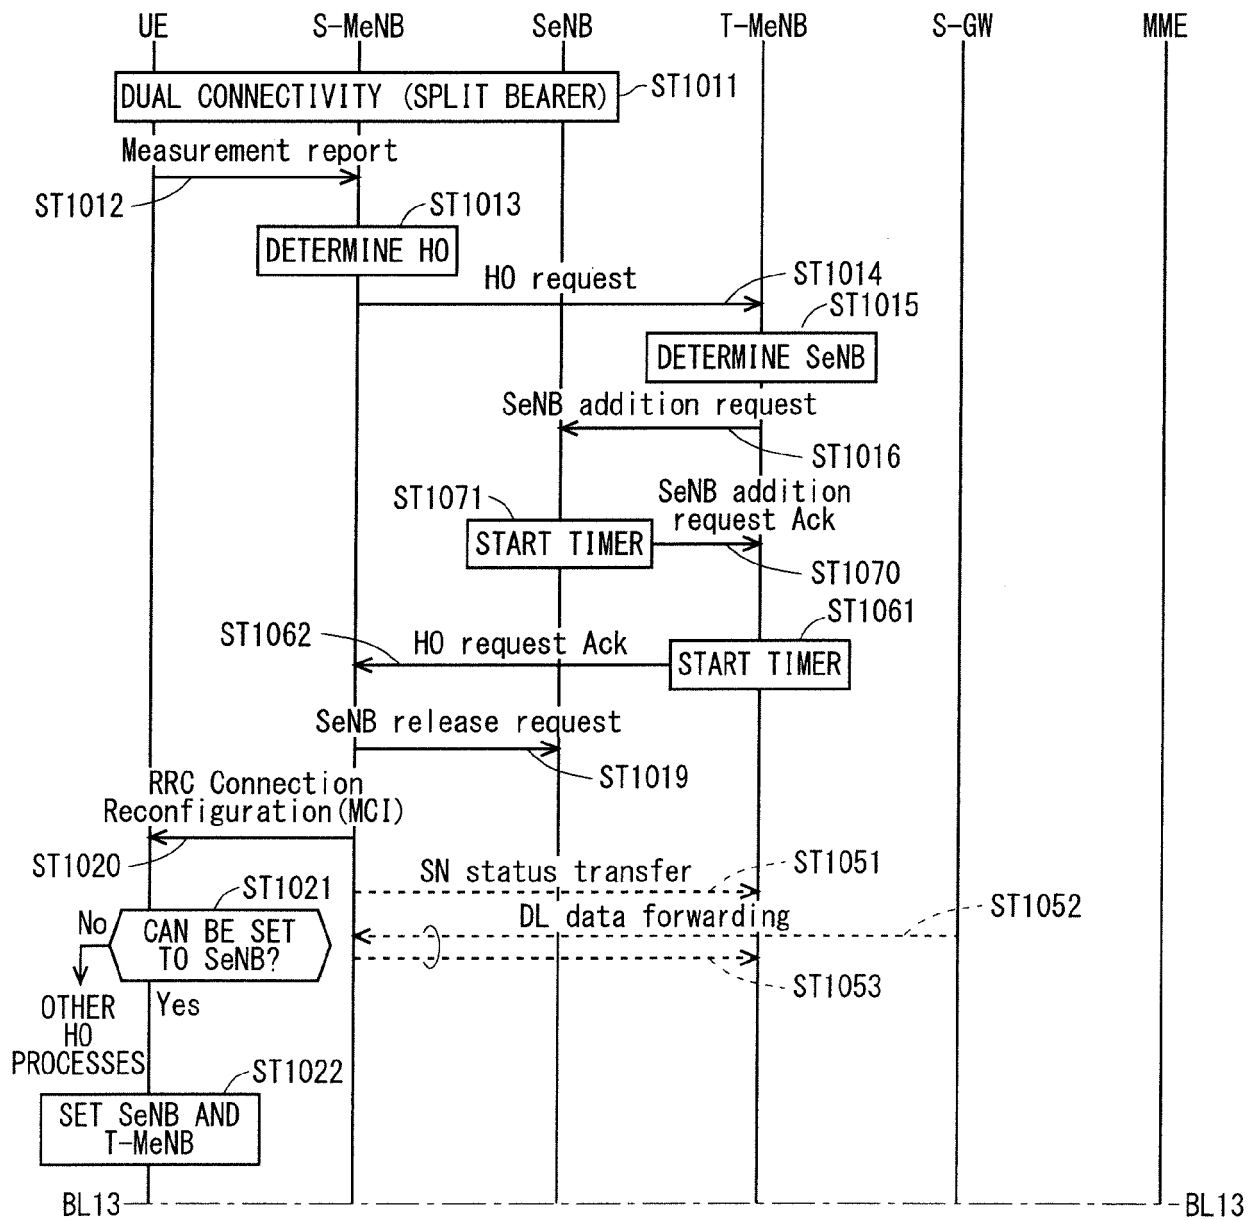 UE S-MeNB SeNB T-MeNB S-GW MME
DUAL CONNECTIVITY (SPLIT BEARER)
ST1011
Measurement report
ST1012
ST1013
DETERMINE HO
HO request
ST1014
ST1015
DETERMINE SeNB
SeNB addition request
ST1016
ST1071
SeNB addition
request Ack
START TIMER
ST1070
ST1061
ST1062
HO request Ack
START TIMER
SeNB release request
ST1019
RRC Connection
Reconfiguration(MCI)
ST1020
SN status transfer
ST1051
ST1021
DL data forwarding
ST1052
No
CAN BE SET
TO SeNB?
ST1053
Yes
OTHER
HO
PROCESSES
ST1022
SET SeNB AND
T-MeNB
BL13
BL13